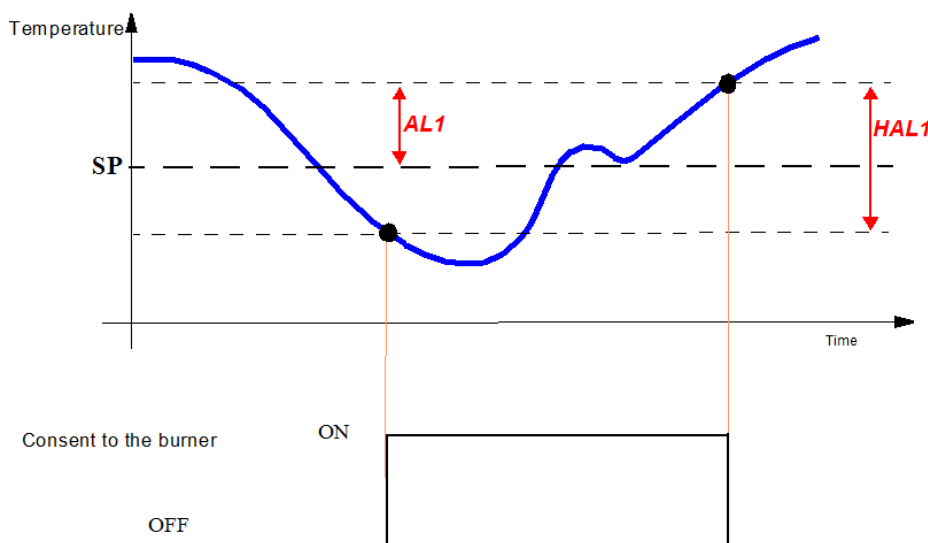 Temperature
AL1
HAL1
SP
Time
Consent to the burner
ON
OFF